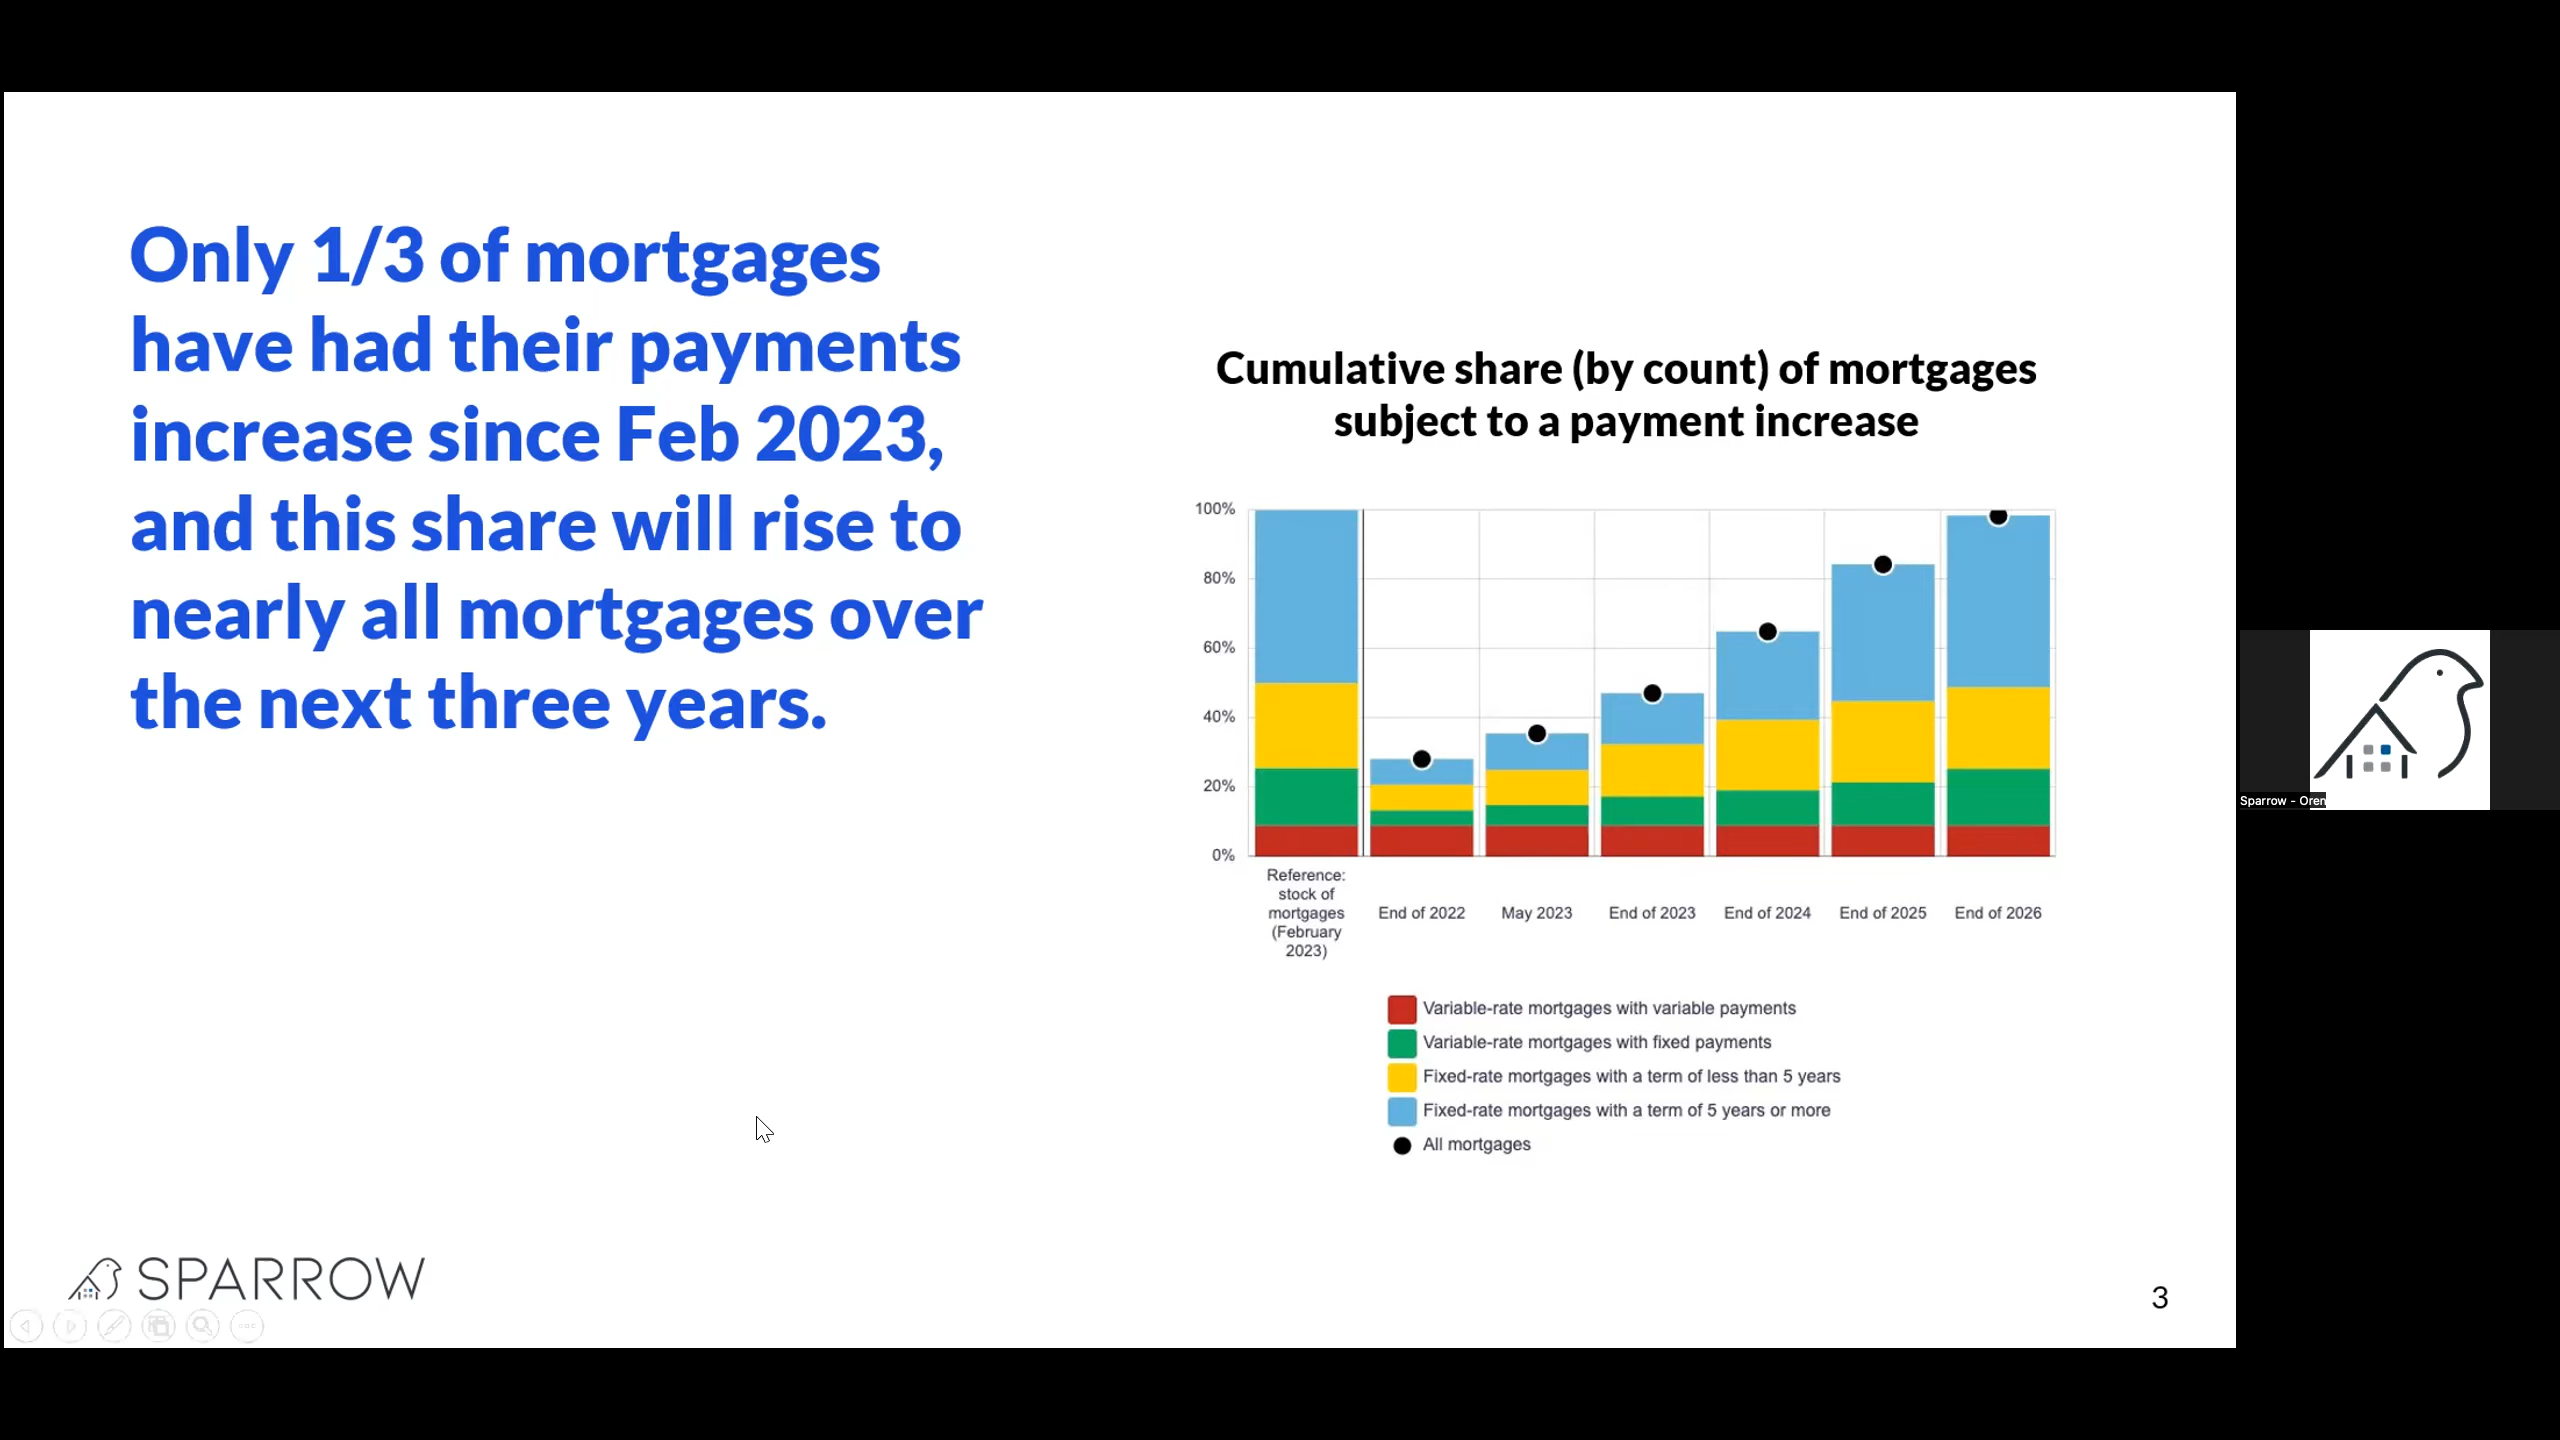 Only 1/3 of mortgages
have had their payments
increase since Feb 2023,
and this share will rise to
nearly all mortgages over
the next three years.
Cumulative share (by count) of mortgages
subject to a payment increase
100%
80%
60%
40%
20%
0%
Reference:
stock of
mortgages
(February
2023)
End of 2022
May 2023
End of 2023
End of 2024
End of 2025
End of 2026
Variable-rate mortgages with variable payments
Variable-rate mortgages with fixed payments
Fixed-rate mortgages with a term of less than 5 years
Fixed-rate mortgages with a term of 5 years or more
All mortgages
SPARROW
3
Sparrow - Oren